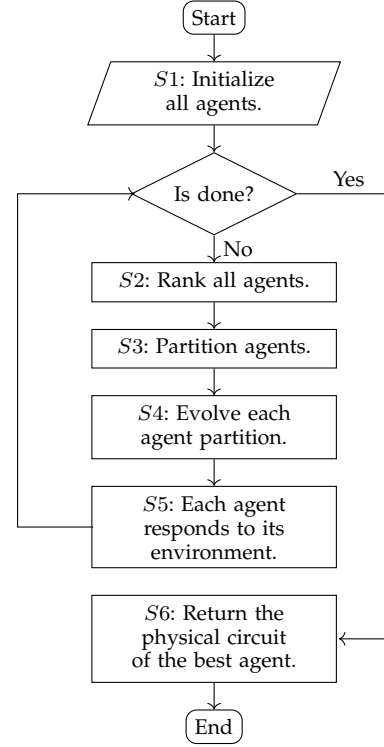 Start
S1: Initialize
all agents.
Is done?
Yes
No
S2: Rank all agents.
S3: Partition agents.
S4: Evolve each
agent partition.
S5: Each agent
responds to its
environment.
S6: Return the
physical circuit
of the best agent.
End